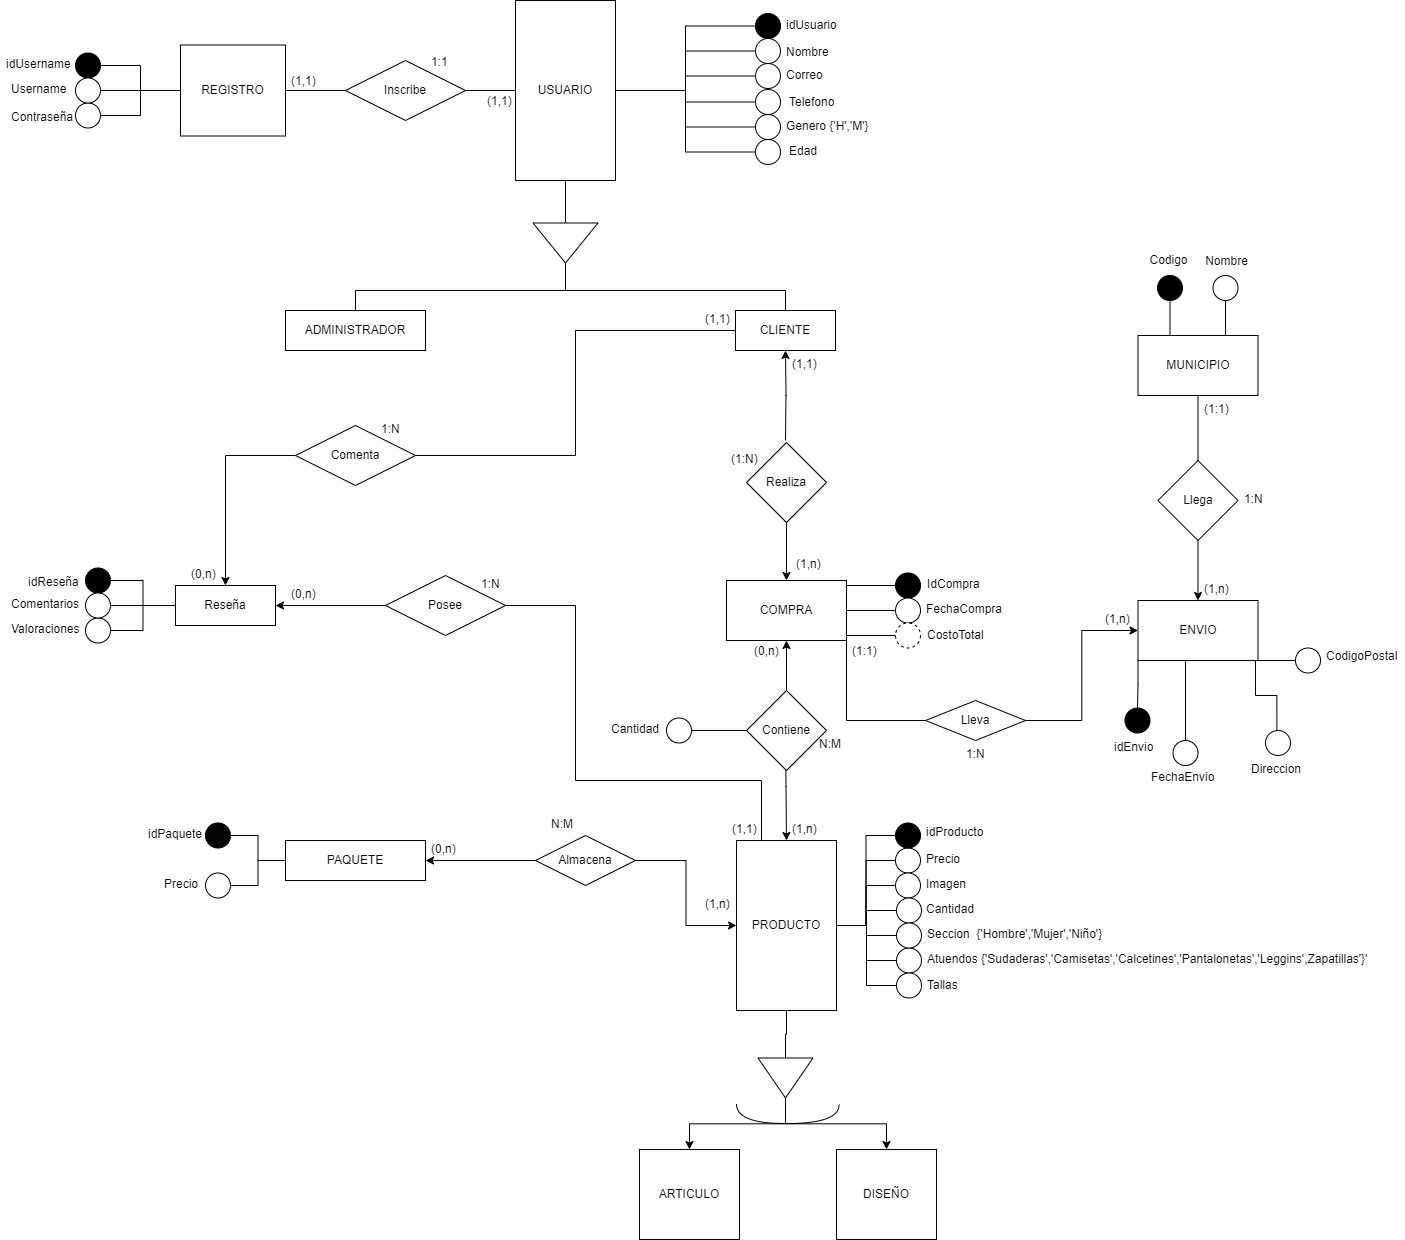 idUsername
Username
Contraseña
REGISTRO
(1,1)
Inscribe
1:1
(1,1)
USUARIO
idUsuario
Nombre
Correo
Telefono
Genero {'H','M'}
Edad
ADMINISTRADOR
(1,1)
CLIENTE
(1,1)
Codigo
Nombre
MUNICIPIO
(1:1)
Comenta
1:N
(1:N)
Realiza
Llega
1:N
idReseña
Comentarios
Valoraciones
(0,n)
Reseña
(0,n)
Posee
1:N
(1,n)
COMPRA
IdCompra
FechaCompra
CostoTotal
(0,n)
(1:1)
(1,n)
(1,n)
ENVIO
CodigoPostal
idEnvio
FechaEnvio
Direccion
Lleva
1:N
Cantidad
Contiene
N:M
idPaquete
Precio
PAQUETE
(0,n)
N:M
Almacena
(1,n)
(1,1)
(1,n)
PRODUCTO
idProducto
Precio
Imagen
Cantidad
Seccion  {'Hombre','Mujer','Niño'}
Atuendos {'Sudaderas','Camisetas','Calcetines','Pantalonetas','Leggins',Zapatillas'}'
Tallas
ARTICULO
DISEÑO